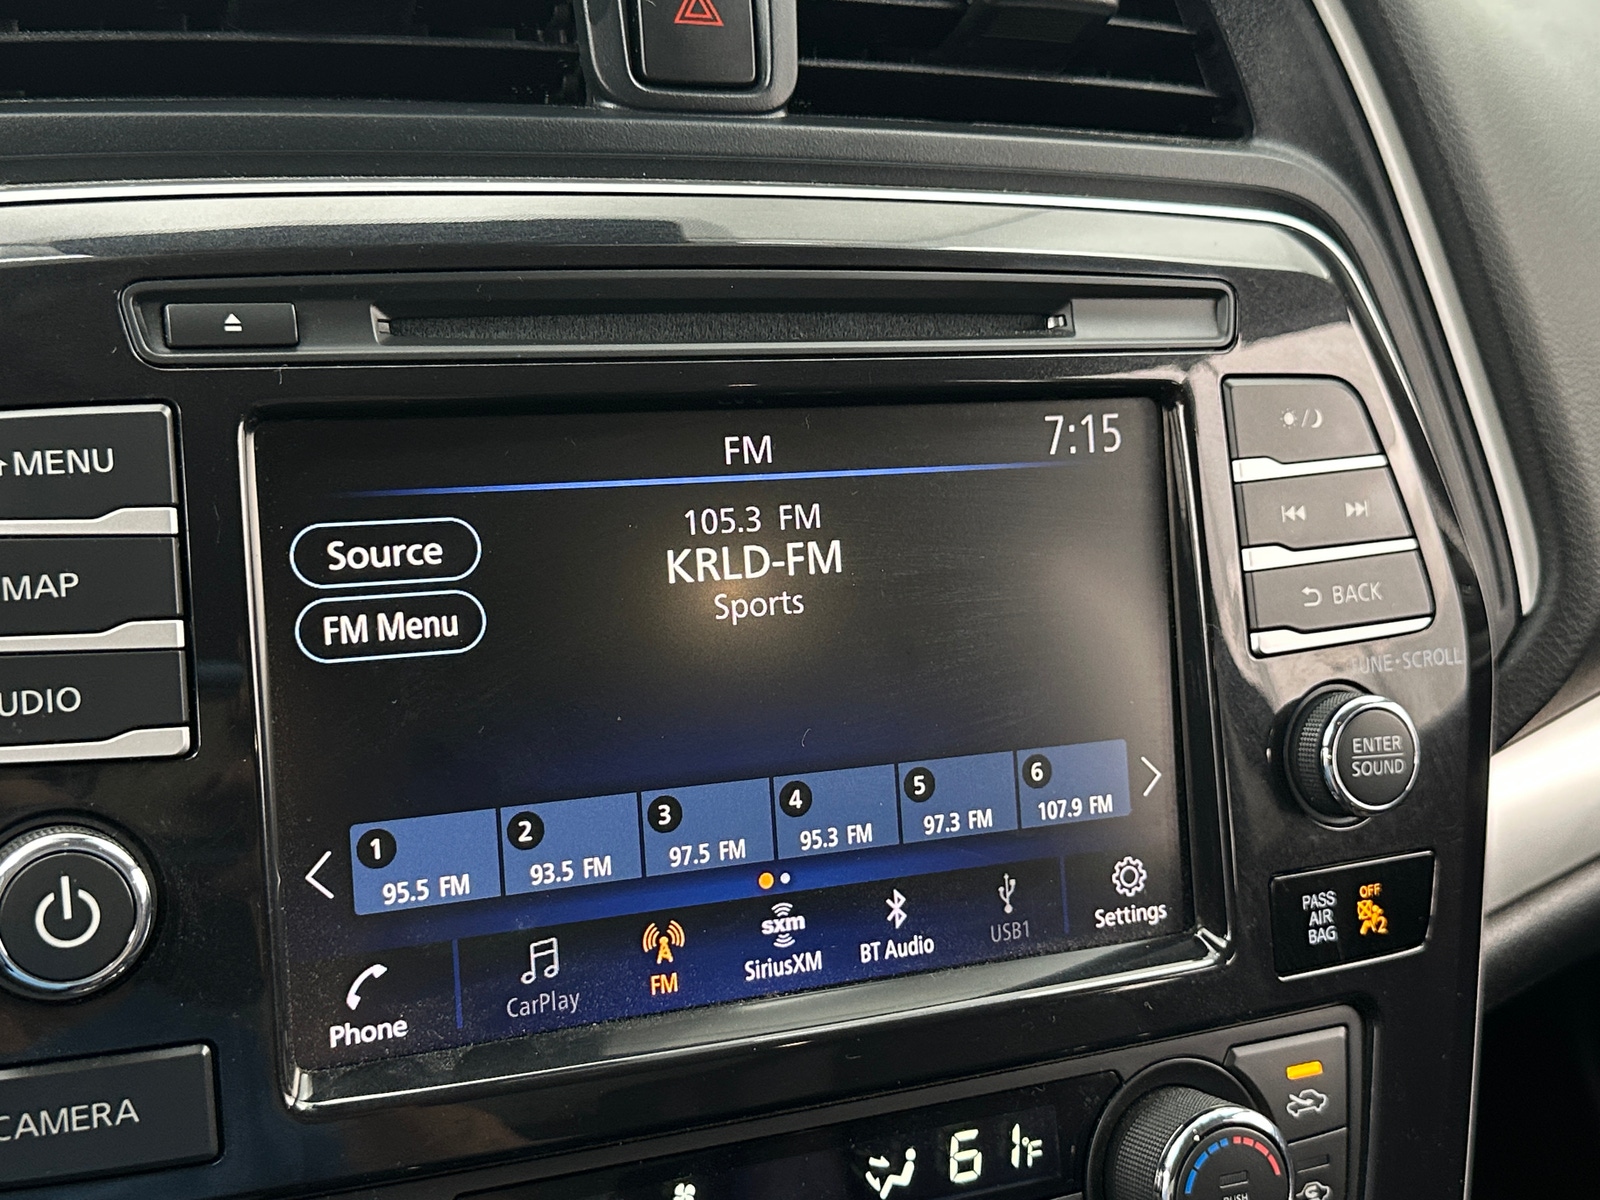 MENU
MAP
UDIO
CAMERA
FM
7:15
Source
FM Menu
105.3 FM
KRLD-FM
Sports
1
95.5 FM
2
93.5 FM
3
97.5 FM
4
95.3 FM
5
97.3 FM
6
107.9 FM
Phone
CarPlay
FM
sxm
SiriusXM
BT Audio
USB1
Settings
BACK
TUNE·SCROLL
ENTER
SOUND
PASS
AIR
BAG
OFF
2
61°F
PUSH